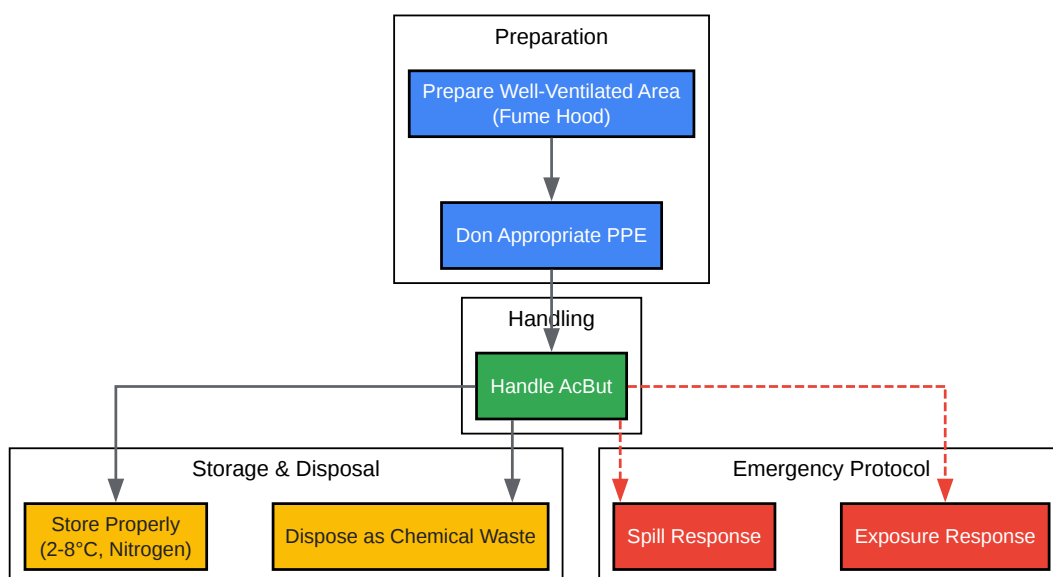 Preparation
Prepare Well-Ventilated Area
(Fume Hood)
Don Appropriate PPE
Handling
Handle AcBut
Storage & Disposal
Store Properly
(2-8°C, Nitrogen)
Dispose as Chemical Waste
Emergency Protocol
Spill Response
Exposure Response